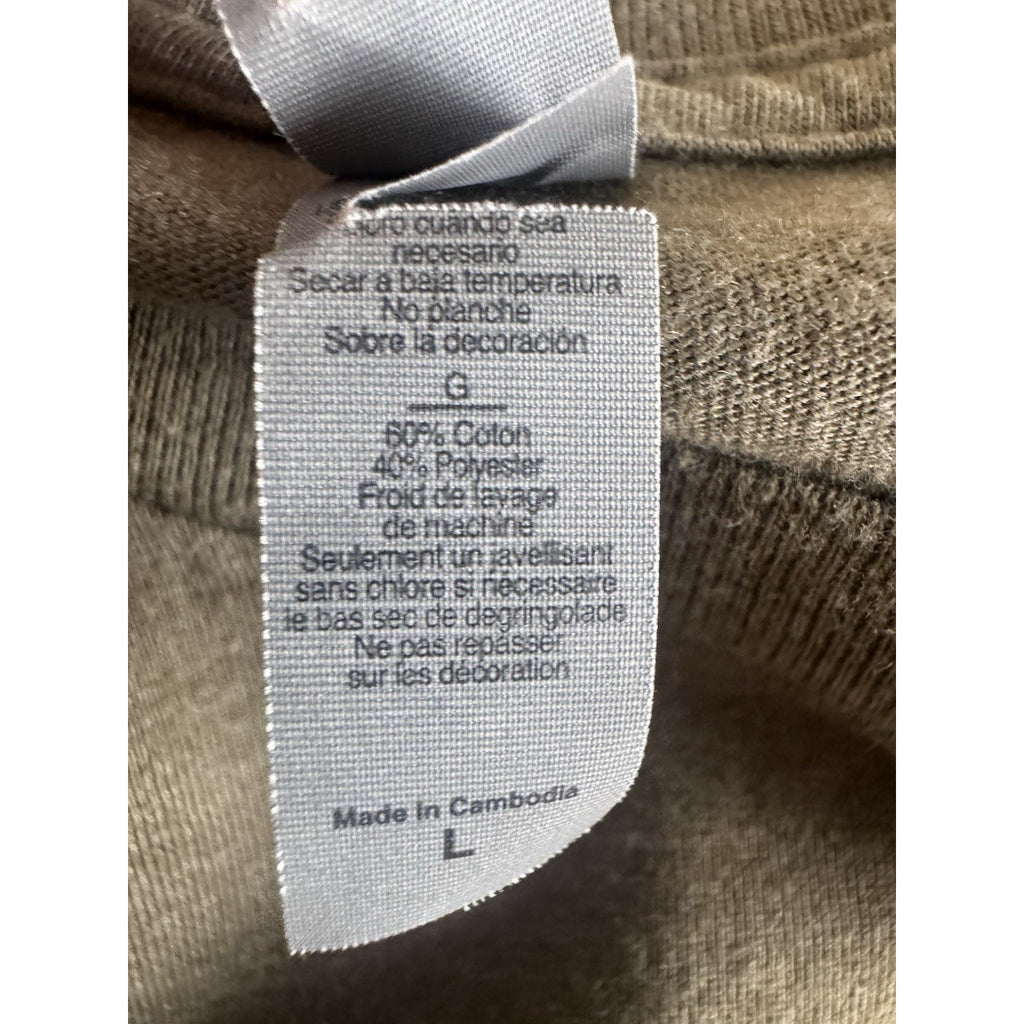 cuando sea
necesario
Secar a baja temperatura
No planche
Sobre la decoración
G
60% Coton
40% Polyester
Froid de lavage
de machine
Seulement un javellisant
sans chlore si nécessaire
le bas sec de degringolade
Ne pas repasser
sur les décoration
Made in Cambodia
L